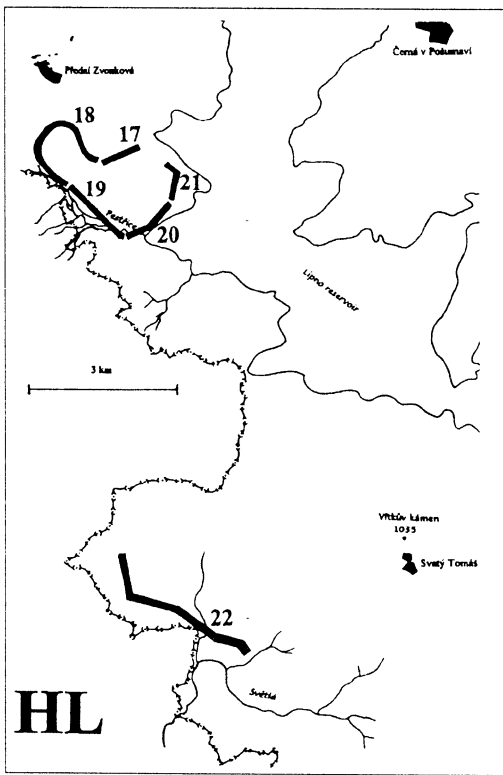 Černá v Pošumaví
Přední Zvonková
18
17
19
21
Pestřice
20
Lipno reservoir
3 km
Vítkův kámen
1035
Svatý Tomáš
22
Světlá
HL